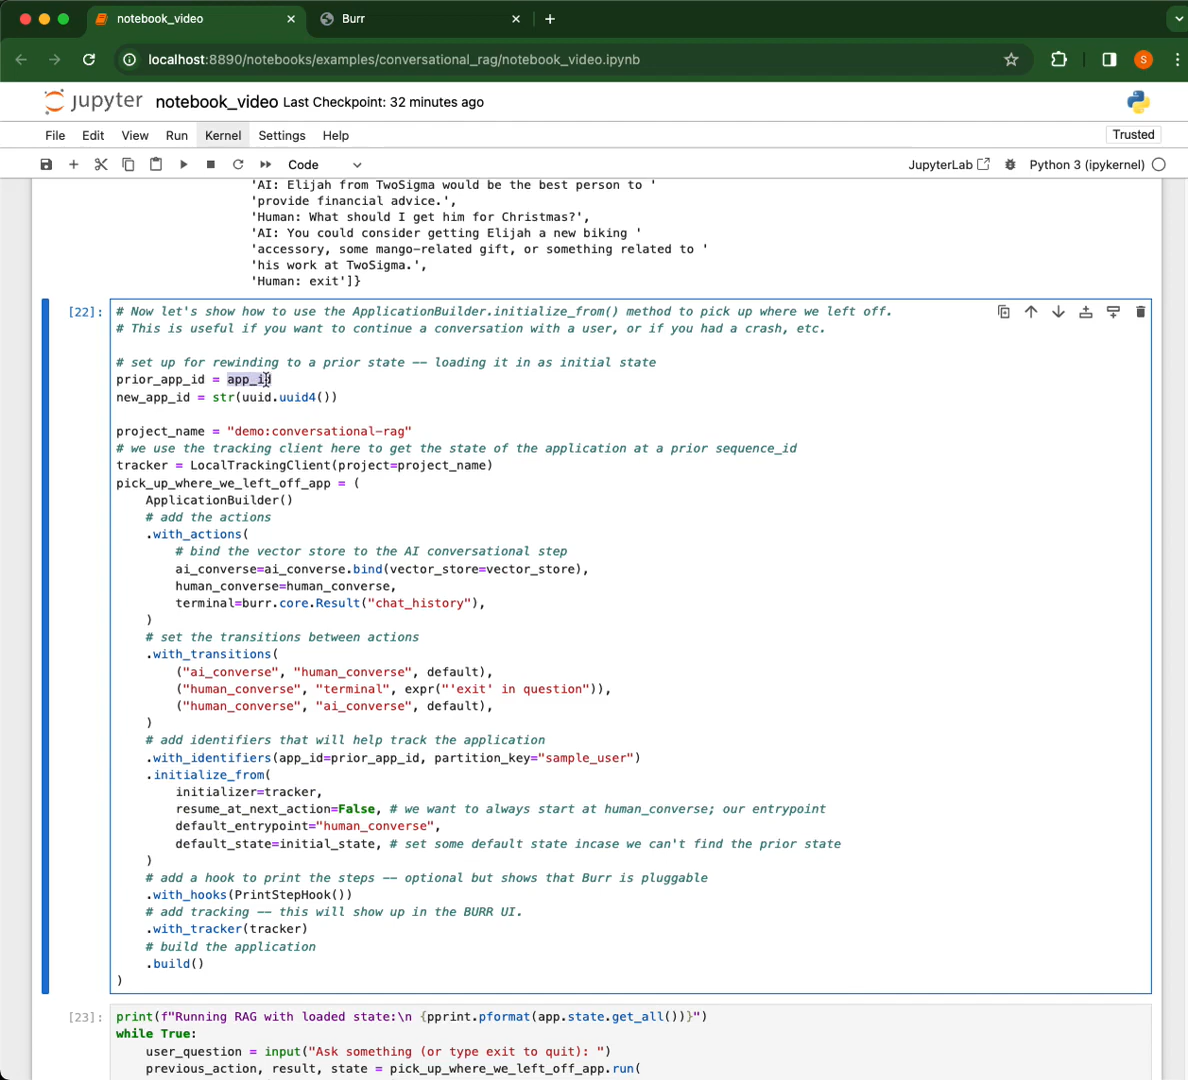 notebook_video
Burr
localhost:8890/notebooks/examples/conversational_rag/notebook_video.ipynb
S
jupyter notebook_video Last Checkpoint: 32 minutes ago
File Edit View Run Kernel Settings Help
Trusted
Code
JupyterLab
Python 3 (ipykernel)
'AI: Elijah from TwoSigma would be the best person to '
'provide financial advice.',
'Human: What should I get him for Christmas?',
'AI: You could consider getting Elijah a new biking '
'accessory, some mango-related gift, or something related to '
'his work at TwoSigma.',
'Human: exit']}
[22]:
# Now let's show how to use the ApplicationBuilder.initialize_from() method to pick up where we left off.
# This is useful if you want to continue a conversation with a user, or if you had a crash, etc.
# set up for rewinding to a prior state -- loading it in as initial state
prior_app_id = app_id
new_app_id = str(uuid.uuid4())
project_name = "demo:conversational-rag"
# we use the tracking client here to get the state of the application at a prior sequence_id
tracker = LocalTrackingClient(project=project_name)
pick_up_where_we_left_off_app = (
ApplicationBuilder()
# add the actions
.with_actions(
# bind the vector store to the AI conversational step
ai_converse=ai_converse.bind(vector_store=vector_store),
human_converse=human_converse,
terminal=burr.core.Result("chat_history"),
)
# set the transitions between actions
.with_transitions(
("ai_converse", "human_converse", default),
("human_converse", "terminal", expr("'exit' in question")),
("human_converse", "ai_converse", default),
)
# add identifiers that will help track the application
.with_identifiers(app_id=prior_app_id, partition_key="sample_user")
.initialize_from(
initializer=tracker,
resume_at_next_action=False, # we want to always start at human_converse; our entrypoint
default_entrypoint="human_converse",
default_state=initial_state, # set some default state incase we can't find the prior state
)
# add a hook to print the steps -- optional but shows that Burr is pluggable
.with_hooks(PrintStepHook())
# add tracking -- this will show up in the BURR UI.
.with_tracker(tracker)
# build the application
.build()
)
[23]:
print(f"Running RAG with loaded state:\n {pprint.pformat(app.state.get_all())}")
while True:
user_question = input("Ask something (or type exit to quit): ")
previous_action, result, state = pick_up_where_we_left_off_app.run(